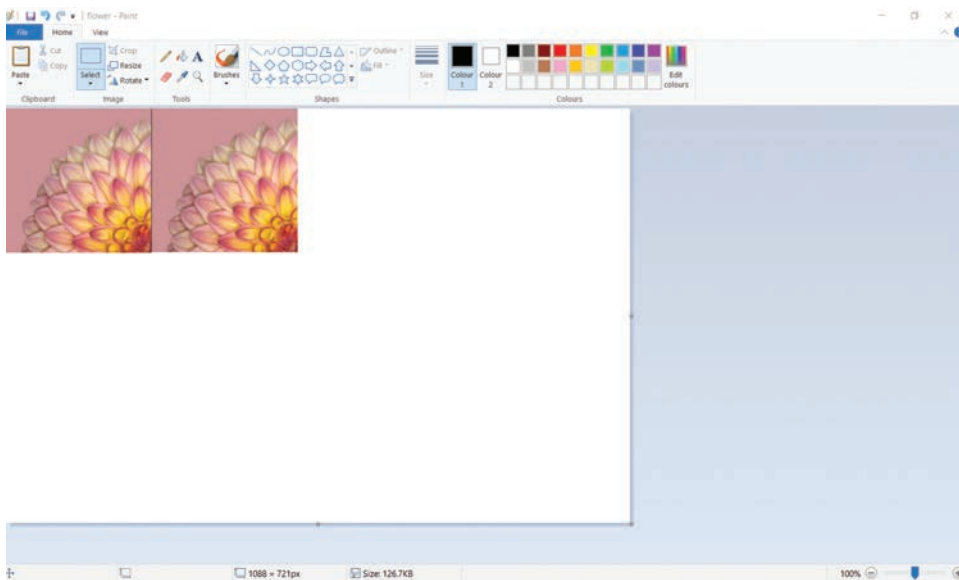 flower - Paint
File Home View
Paste Cut Copy Select Crop Resize Rotate Brushes Outline Fill Size Colour 1 Colour 2 Edit colours
Clipboard Image Tools Shapes Colours
1088 × 721px Size: 126.7KB 100%